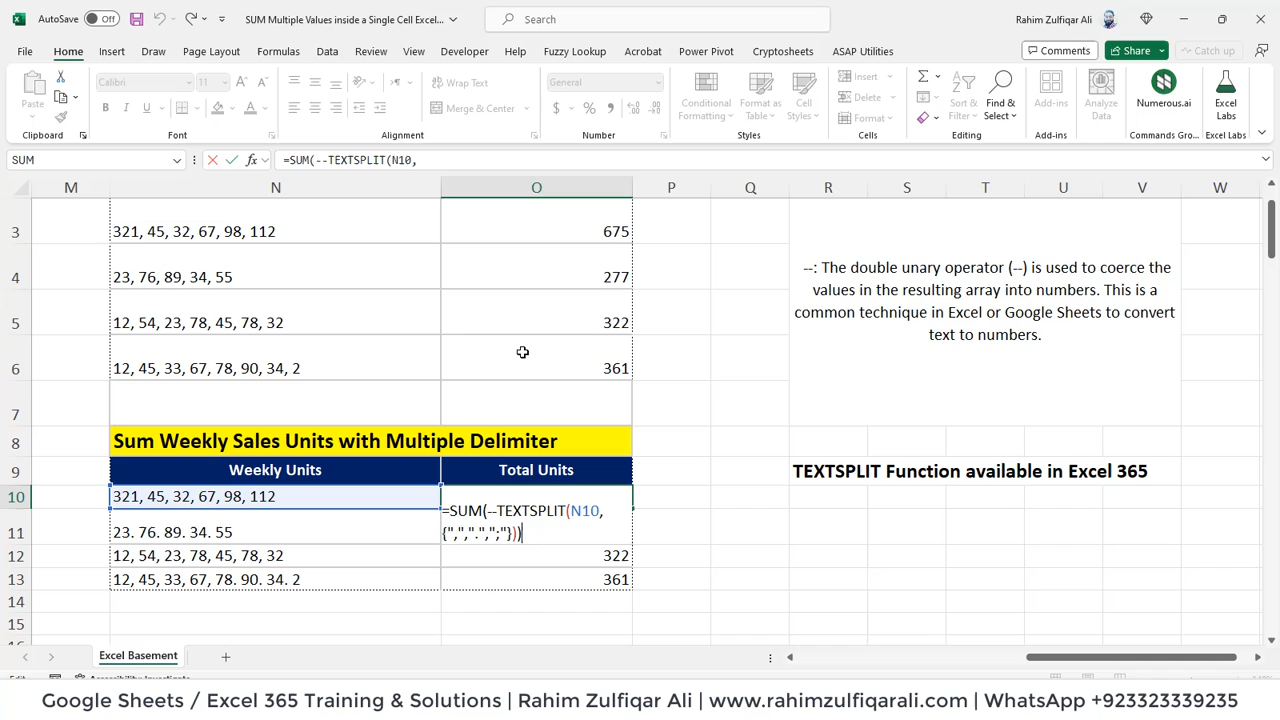 AutoSave Off SUM Multiple Values inside a Single Cell Excel... Search Rahim Zulfiqar Ali
File Home Insert Draw Page Layout Formulas Data Review View Developer Help Fuzzy Lookup Acrobat Power Pivot Cryptosheets ASAP Utilities Comments Share Catch up
Paste Calibri 11 Wrap Text General Conditional Formatting Format as Table Cell Styles Insert Sort & Filter Find & Select Add-ins Analyze Data Numerous.ai Excel Labs
B I U Merge & Center $ % Delete
Format
Clipboard Font Alignment Number Styles Cells Editing Add-ins Commands Gro... Excel Labs
SUM fx =SUM(--TEXTSPLIT(N10,
M N O P Q R S T U V W
3 321, 45, 32, 67, 98, 112 675
4 23, 76, 89, 34, 55 277
5 12, 54, 23, 78, 45, 78, 32 322
6 12, 45, 33, 67, 78, 90, 34, 2 361
--: The double unary operator (--) is used to coerce the
values in the resulting array into numbers. This is a
common technique in Excel or Google Sheets to convert
text to numbers.
7
8 Sum Weekly Sales Units with Multiple Delimiter
9 Weekly Units Total Units TEXTSPLIT Function available in Excel 365
10 321, 45, 32, 67, 98, 112 =SUM(--TEXTSPLIT(N10,
11 23. 76. 89. 34. 55 {",",".",";"}))
12 12, 54, 23, 78, 45, 78, 32 322
13 12, 45, 33, 67, 78. 90. 34. 2 361
14
15
Excel Basement
Google Sheets / Excel 365 Training & Solutions | Rahim Zulfiqar Ali | www.rahimzulfiqarali.com | WhatsApp +923323339235